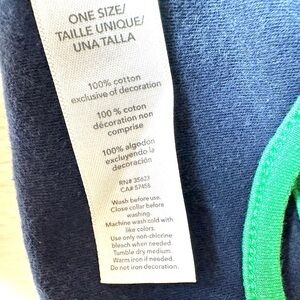 ONE SIZE/
TAILLE UNIQUE/
UNA TALLA
100% cotton
exclusive of decoration
100 % coton
décoration non
comprise
100% algodon
excluyendo la
decoración
RN# 35627
CA# 57455
Wash before use.
Close collar before
washing.
Machine wash cold with
like colors.
Use only non-chlorine
bleach when needed.
Tumble dry medium.
Warm iron if needed.
Do not iron decoration.